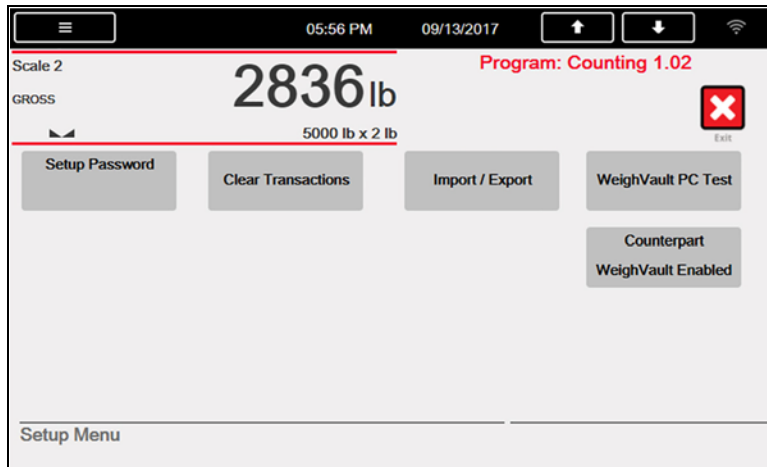 05:56 PM 09/13/2017
Scale 2
Program: Counting 1.02
GROSS
2836 lb
5000 lb x 2 lb
Exit
Setup Password
Clear Transactions
Import / Export
WeighVault PC Test
Counterpart
WeighVault Enabled
Setup Menu